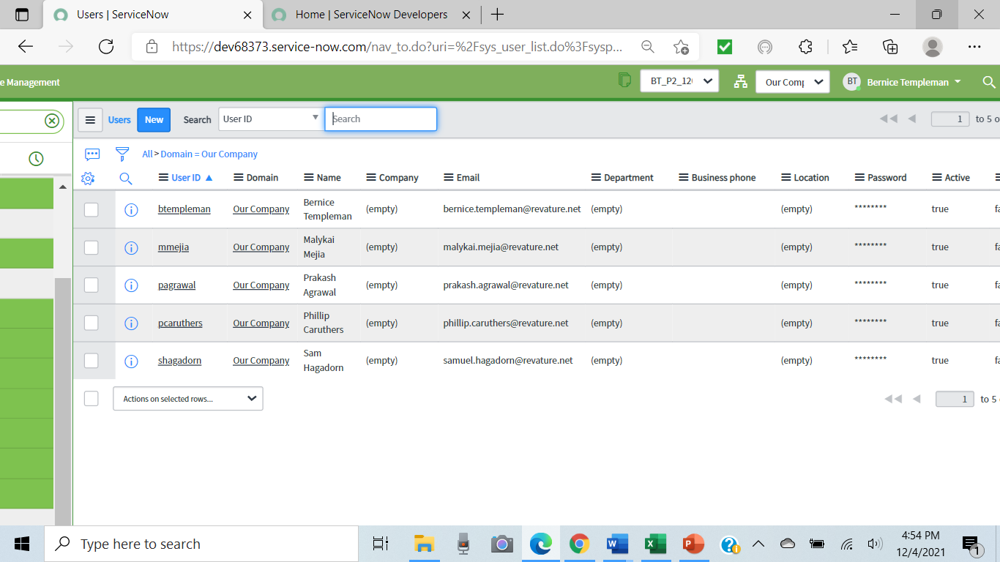 Users | ServiceNow
Home | ServiceNow Developers
https://dev68373.service-now.com/nav_to.do?uri=%2Fsys_user_list.do%3Fsysp...
e Management
BT_P2_12
Our Comp
BT
Bernice Templeman
Users
New
Search
User ID
Search
1
to 5 o
All > Domain = Our Company
User ID Domain Name Company Email Department Business phone Location Password Active
btempleman Our Company Bernice Templeman (empty) bernice.templeman@revature.net (empty) (empty) ******** true fa
mmejia Our Company Malykai Mejia (empty) malykai.mejia@revature.net (empty) (empty) ******** true fa
pagrawal Our Company Prakash Agrawal (empty) prakash.agrawal@revature.net (empty) (empty) ******** true fa
pcaruthers Our Company Phillip Caruthers (empty) phillip.caruthers@revature.net (empty) (empty) ******** true fa
shagadorn Our Company Sam Hagadorn (empty) samuel.hagadorn@revature.net (empty) (empty) ******** true fa
Actions on selected rows...
1
to 5
Type here to search
4:54 PM
12/4/2021
1